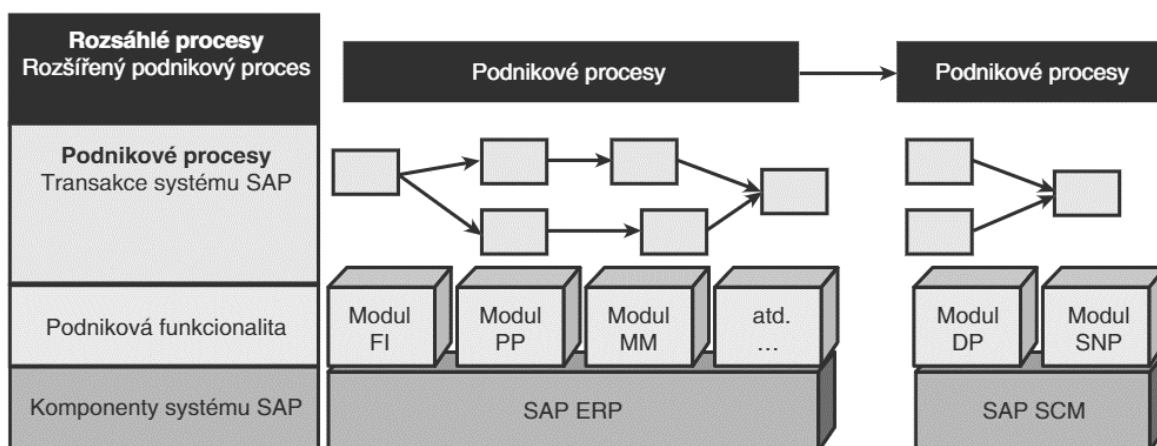 Rozsáhlé procesy
Rozšířený podnikový proces
Podnikové procesy
Podnikové procesy
Podnikové procesy
Transakce systému SAP
Podniková funkcionalita
Modul
FI
Modul
PP
Modul
MM
atd.
...
Modul
DP
Modul
SNP
Komponenty systému SAP
SAP ERP
SAP SCM